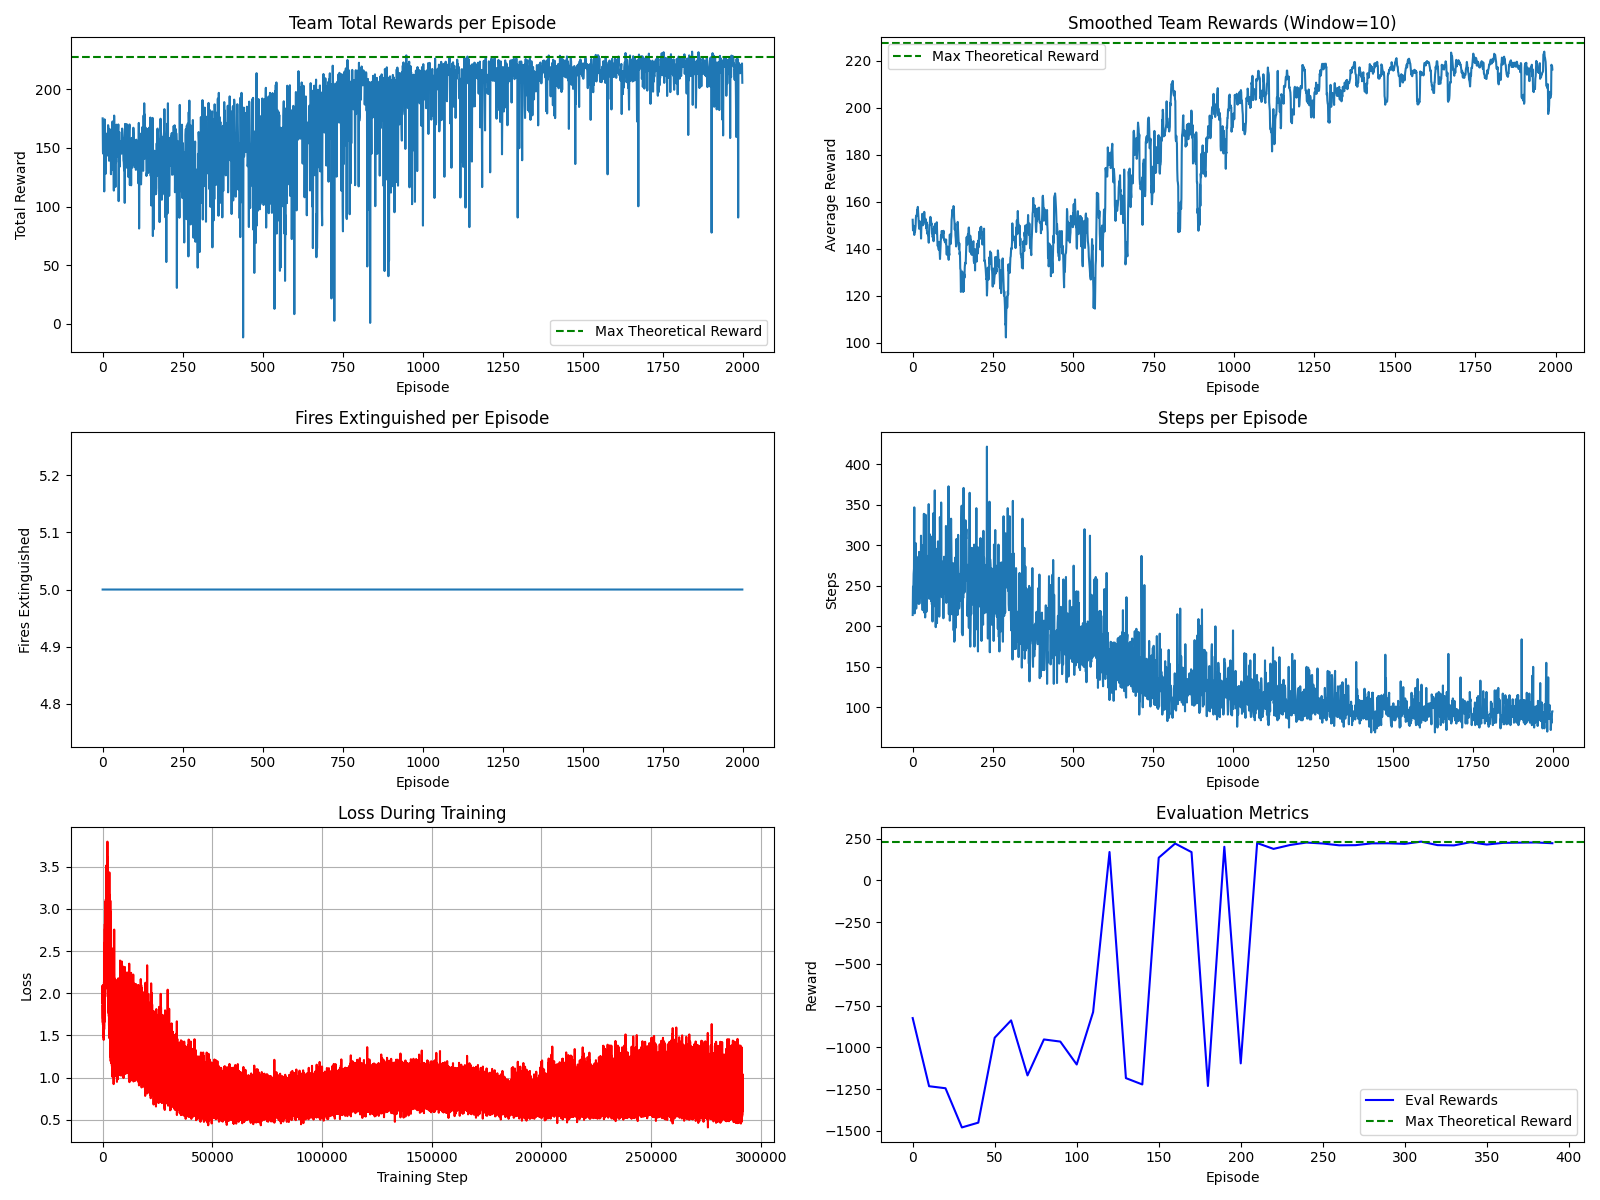 Team Total Rewards per Episode
Total Reward
200
150
100
50
0
Max Theoretical Reward
0 250 500 750 1000 1250 1500 1750 2000
Episode
Smoothed Team Rewards (Window=10)
Average Reward
Max Theoretical Reward
220
200
180
160
140
120
100
0 250 500 750 1000 1250 1500 1750 2000
Episode
Fires Extinguished per Episode
Fires Extinguished
5.2
5.1
5.0
4.9
4.8
0 250 500 750 1000 1250 1500 1750 2000
Episode
Steps per Episode
Steps
400
350
300
250
200
150
100
0 250 500 750 1000 1250 1500 1750 2000
Episode
Loss During Training
Loss
3.5
3.0
2.5
2.0
1.5
1.0
0.5
0 50000 100000 150000 200000 250000 300000
Training Step
Evaluation Metrics
Reward
250
0
−250
−500
−750
−1000
−1250
−1500
Eval Rewards
Max Theoretical Reward
0 50 100 150 200 250 300 350 400
Episode